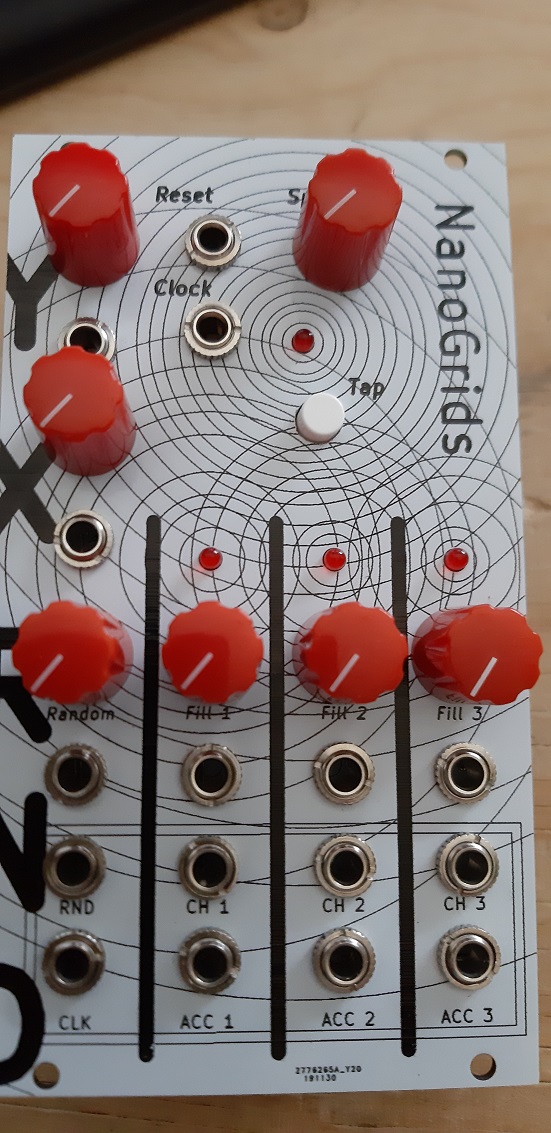 Reset
NanoGrids
Y
Clock
Tap
X
Random
Fill 1
Fill 2
Fill 3
RND
CH 1
CH 2
CH 3
CLK
ACC 1
ACC 2
ACC 3
2776265A_Y20
191130